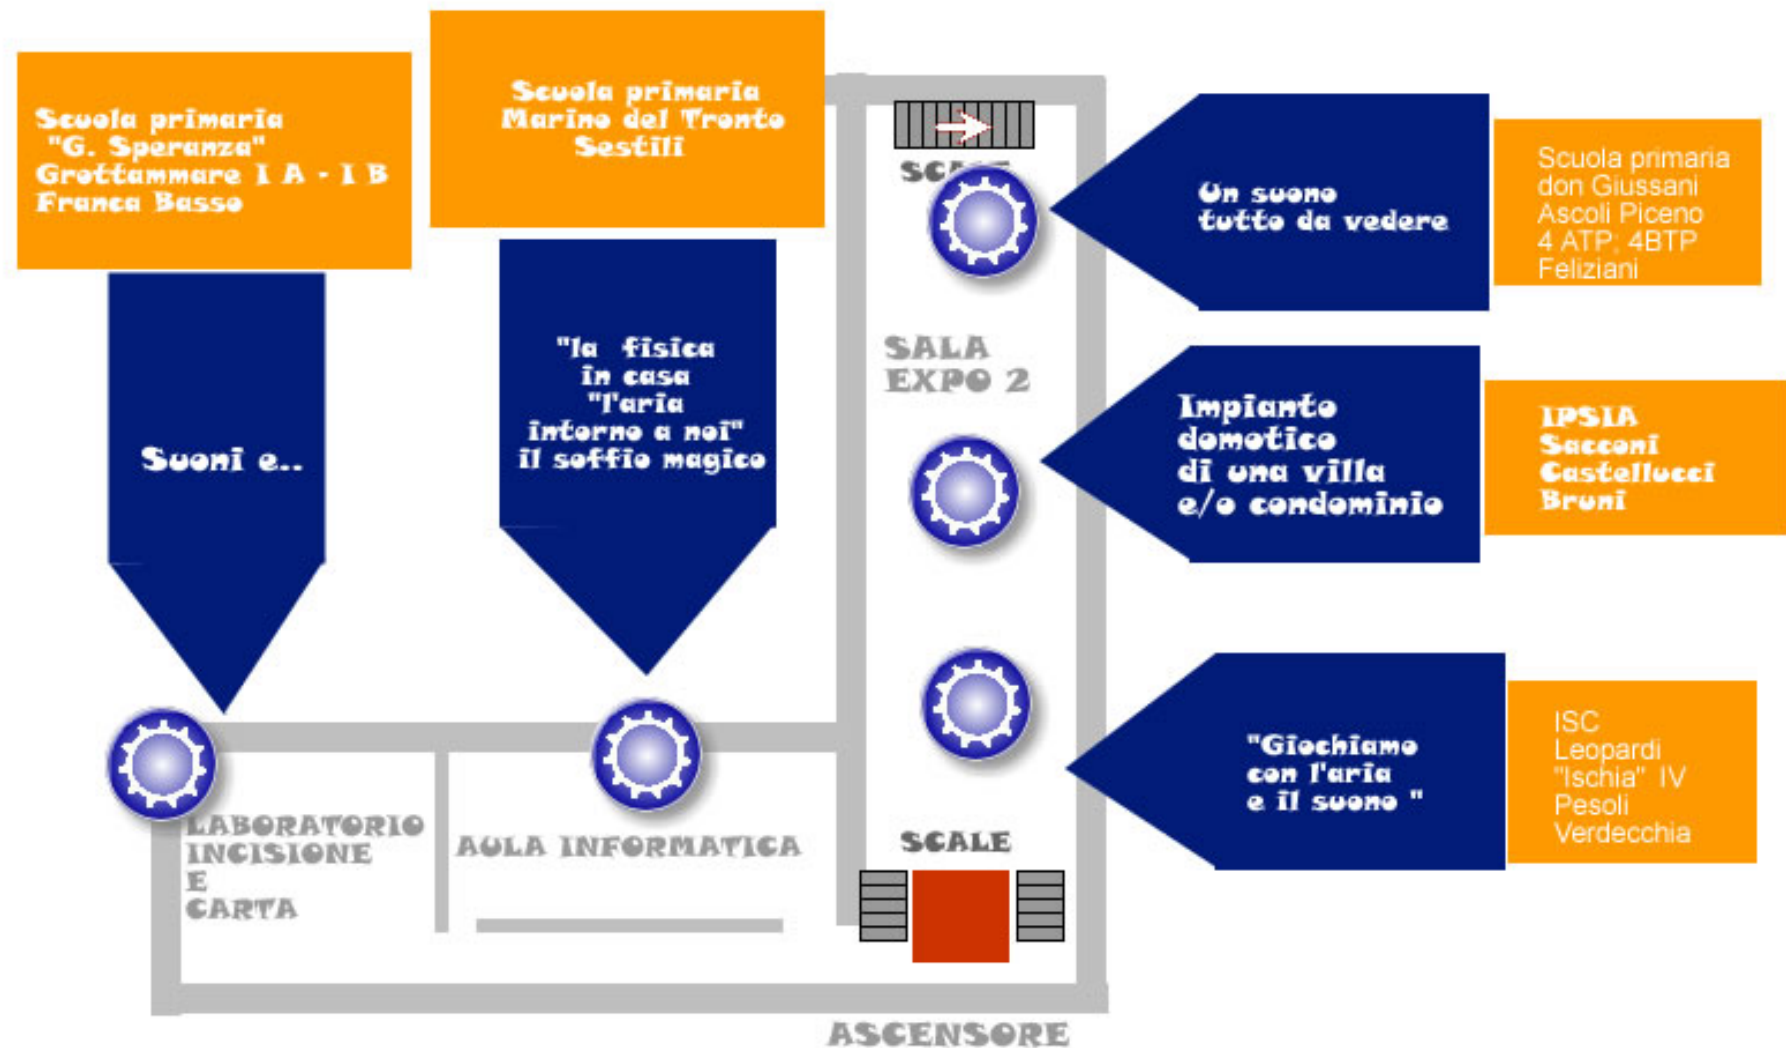 Scuola primaria
"G. Speranza"
Grottammare I A - I B
Franca Basso
Suoni e..
Scuola primaria
Marino del Tronto
Sestili
"la fisica
in casa
"l'aria
intorno a noi"
il soffio magico
SCALE
Un suono
tutto da vedere
Scuola primaria
don Giussani
Ascoli Piceno
4 ATP; 4BTP
Feliziani
SALA
EXPO 2
Impianto
domotico
di una villa
e/o condominio
IPSIA
Sacconi
Castellucci
Bruni
"Giochiamo
con l'aria
e il suono "
ISC
Leopardi
"Ischia" IV
Pesoli
Verdecchia
LABORATORIO
INCISIONE
E
CARTA
AULA INFORMATICA
SCALE
ASCENSORE